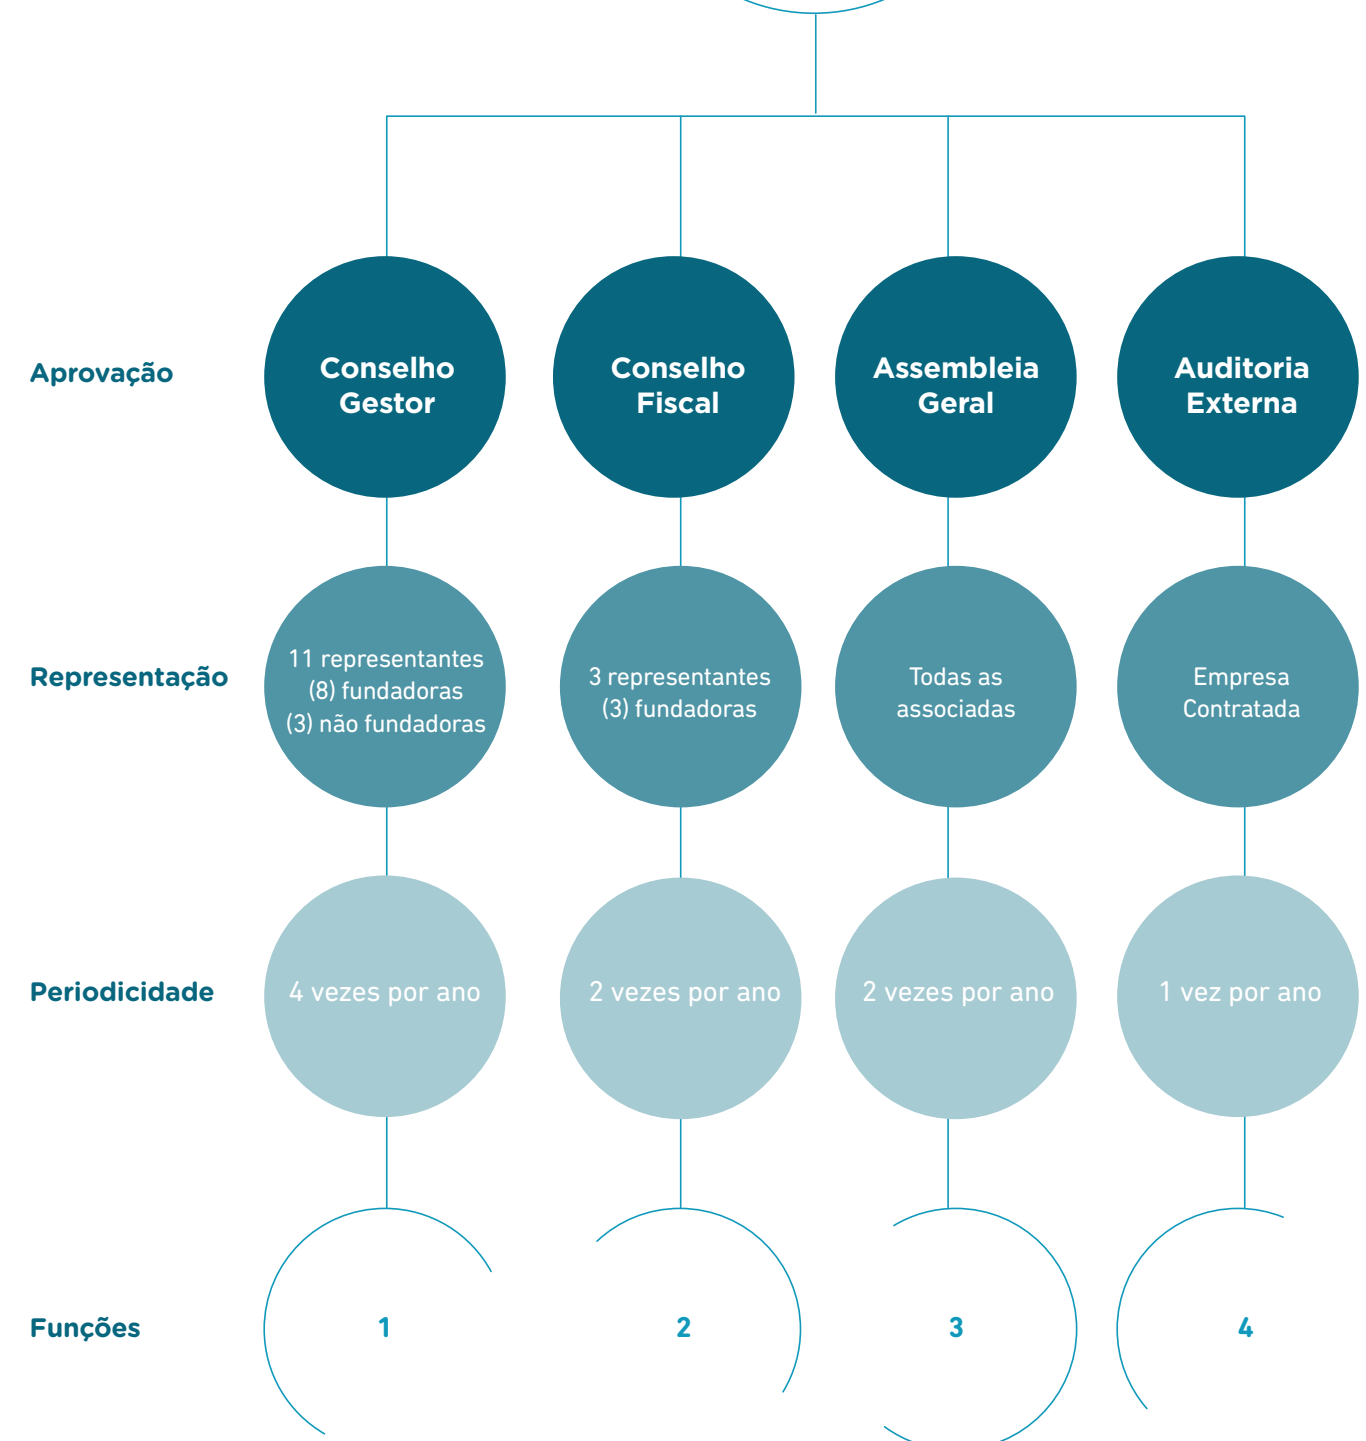 Aprovação
Conselho
Gestor
Conselho
Fiscal
Assembleia
Geral
Auditoria
Externa
Representação
11 representantes
(8) fundadoras
(3) não fundadoras
3 representantes
(3) fundadoras
Todas as
associadas
Empresa
Contratada
Periodicidade
4 vezes por ano
2 vezes por ano
2 vezes por ano
1 vez por ano
Funções
1
2
3
4